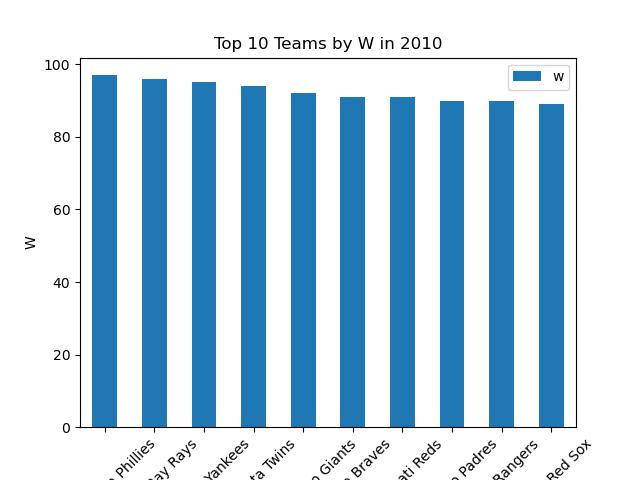 Top 10 Teams by W in 2010
w
100
80
60
40
20
0
W
Phillies
Rays
Yankees
Twins
Giants
Braves
Reds
Padres
Rangers
Red Sox